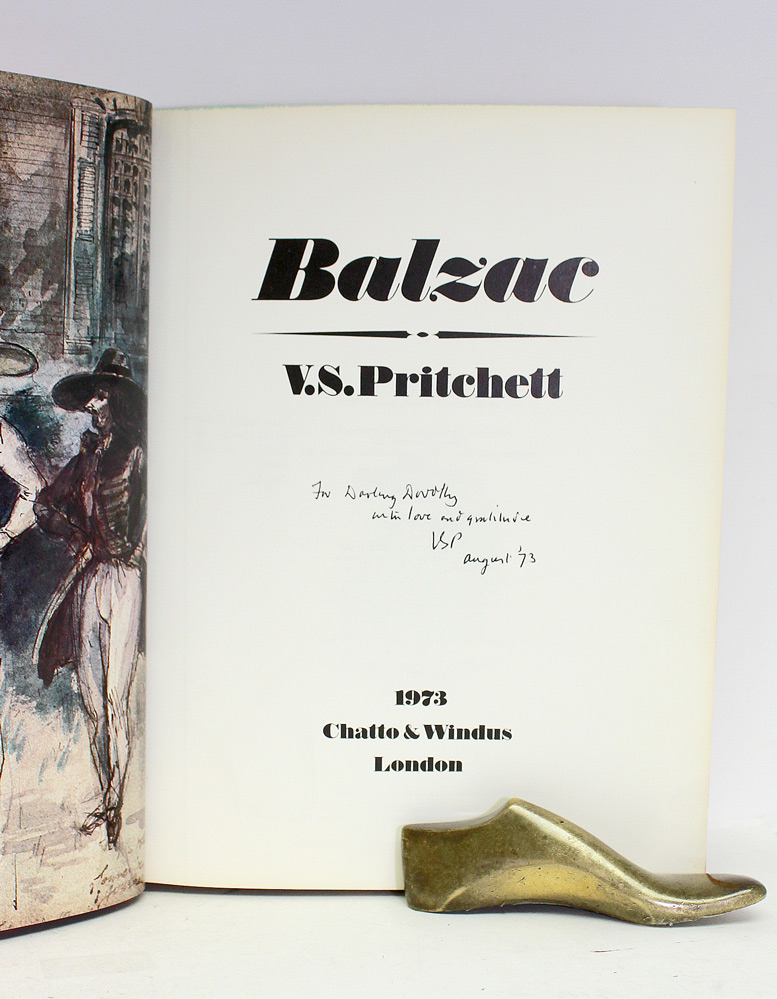 Balzac
V.S.Pritchett
For Darling Dorothy
with love and gratitude
VSP
August '73
1973
Chatto & Windus
London